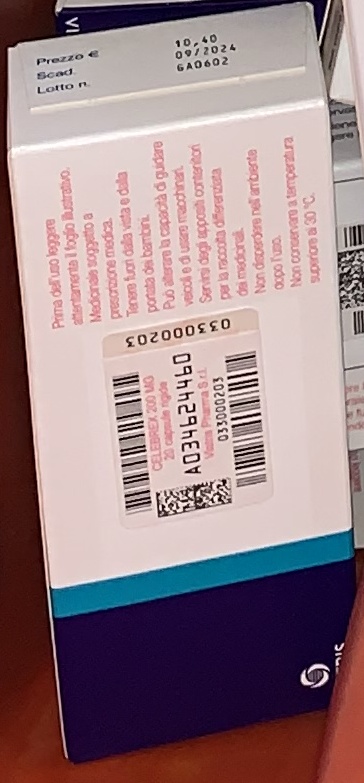 Prezzo € 10,40
Scad. 09/2024
Lotto n. GA0602
Prima dell'uso leggere
attentamente il foglio illustrativo.
Medicinale soggetto a
prescrizione medica.
Tenere fuori dalla vista e dalla
portata dei bambini.
Può alterare la capacità di guidare
veicoli e di usare macchinari.
Servirsi degli appositi contenitori
per la raccolta differenziata
dei medicinali.
Non disperdere nell'ambiente
dopo l'uso.
Non conservare a temperatura
superiore ai 30 °C.
033000203
CELEBREX 200 MG
20 capsule rigide
A034624460
Viatris Pharma S.r.l.
033000203